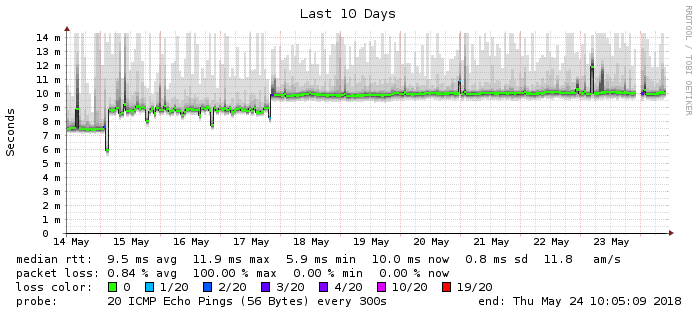 Last 10 Days
RRDTOOL / TOBI OETIKER
Seconds
14 m
13 m
12 m
11 m
10 m
9 m
8 m
7 m
6 m
5 m
4 m
3 m
2 m
1 m
0
14 May 15 May 16 May 17 May 18 May 19 May 20 May 21 May 22 May 23 May
median rtt: 9.5 ms avg 11.9 ms max 5.9 ms min 10.0 ms now 0.8 ms sd 11.8 am/s
packet loss: 0.84 % avg 100.00 % max 0.00 % min 0.00 % now
loss color: 0 1/20 2/20 3/20 4/20 10/20 19/20
probe: 20 ICMP Echo Pings (56 Bytes) every 300s end: Thu May 24 10:05:09 2018